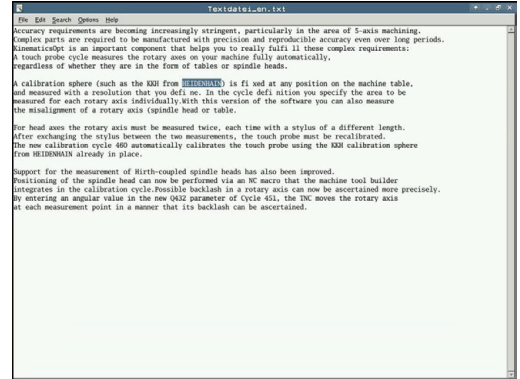 Textdatei_en.txt
File Edit Search Options Help
Accuracy requirements are becoming increasingly stringent, particularly in the area of 5-axis machining.
Complex parts are required to be manufactured with precision and reproducible accuracy even over long periods.
KinematicsOpt is an important component that helps you to really fulfi ll these complex requirements:
A touch probe cycle measures the rotary axes on your machine fully automatically,
regardless of whether they are in the form of tables or spindle heads.
A calibration sphere (such as the KKH from HEIDENHAIN) is fi xed at any position on the machine table,
and measured with a resolution that you defi ne. In the cycle defi nition you specify the area to be
measured for each rotary axis individually.With this version of the software you can also measure
the misalignment of a rotary axis (spindle head or table.
For head axes the rotary axis must be measured twice, each time with a stylus of a different length.
After exchanging the stylus between the two measurements, the touch probe must be recalibrated.
The new calibration cycle 460 automatically calibrates the touch probe using the KKH calibration sphere
from HEIDENHAIN already in place.
Support for the measurement of Hirth-coupled spindle heads has also been improved.
Positioning of the spindle head can now be performed via an NC macro that the machine tool builder
integrates in the calibration cycle.Possible backlash in a rotary axis can now be ascertained more precisely.
By entering an angular value in the new Q432 parameter of Cycle 451, the TNC moves the rotary axis
at each measurement point in a manner that its backlash can be ascertained.